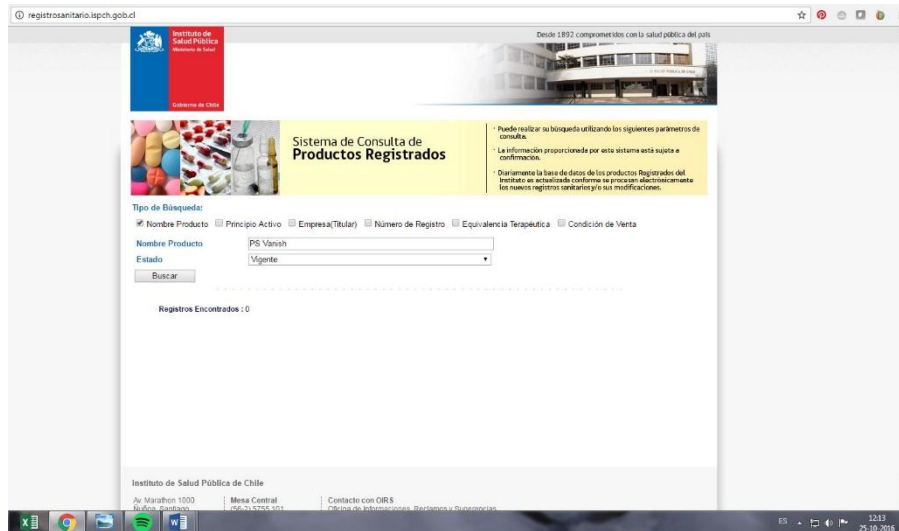 registrosanitario.ispch.gob.cl
Instituto de
Salud Pública
Ministerio de Salud
Gobierno de Chile
Desde 1892 comprometidos con la salud pública del país
Sistema de Consulta de
Productos Registrados
· Puede realizar su búsqueda utilizando los siguientes parámetros de
consulta.
· La información proporcionada por este sistema está sujeta a
confirmación.
· Diariamente la base de datos de los productos Registrados del
Instituto es actualizada conforme se procesan electrónicamente
los nuevos registros sanitarios y/o sus modificaciones.
Tipo de Búsqueda:
Nombre Producto Principio Activo Empresa(Titular) Número de Registro Equivalencia Terapéutica Condición de Venta
Nombre Producto PS Vanish
Estado Vigente
Buscar
Registros Encontrados : 0
Instituto de Salud Pública de Chile
Av. Marathon 1000 Mesa Central Contacto con OIRS
Ñuñoa, Santiago (56-2) 5755 101 Oficina de Informaciones, Reclamos y Sugerencias
ES 12:13
25-10-2016